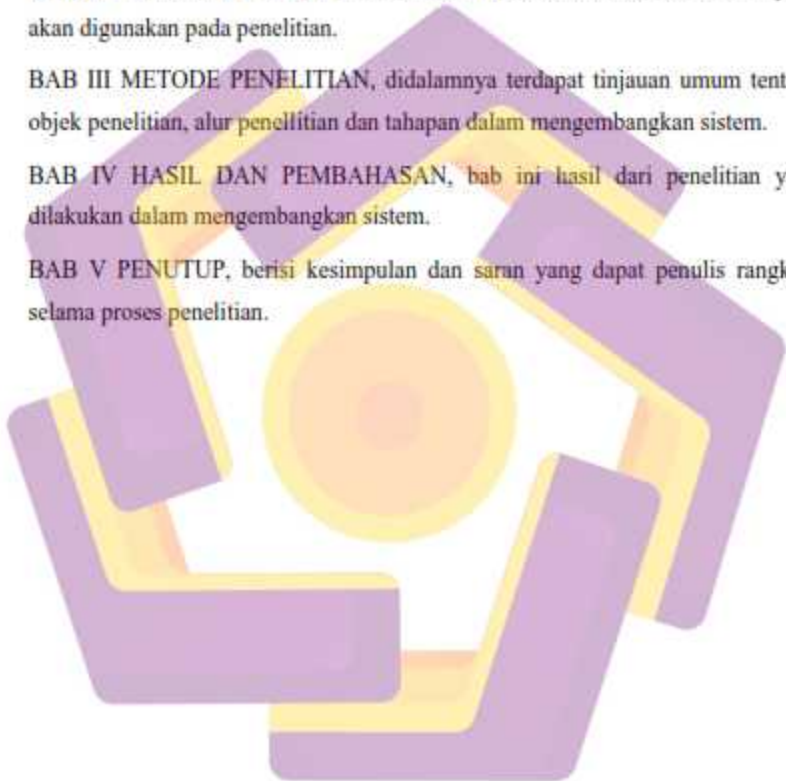 akan digunakan pada penelitian.
BAB III METODE PENELITIAN, didalamnya terdapat tinjauan umum tent
objek penelitian, alur penellitian dan tahapan dalam mengembangkan sistem.
BAB IV HASIL DAN PEMBAHASAN, bab ini hasil dari penelitian y
dilakukan dalam mengembangkan sistem.
BAB V PENUTUP, berisi kesimpulan dan saran yang dapat penulis rangk
selama proses penelitian.